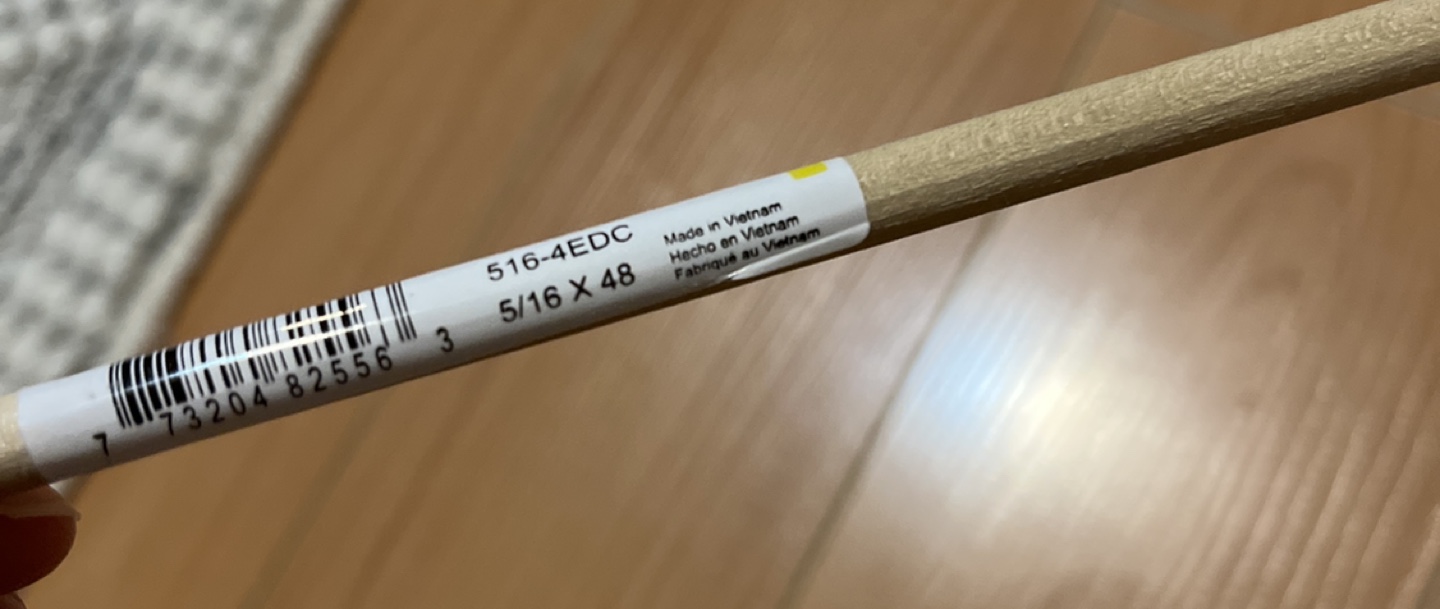 516-4EDC
5/16 X 48
Made in Vietnam
Hecho en Vietnam
Fabriqué au Vietnam
7 73204 82556 3